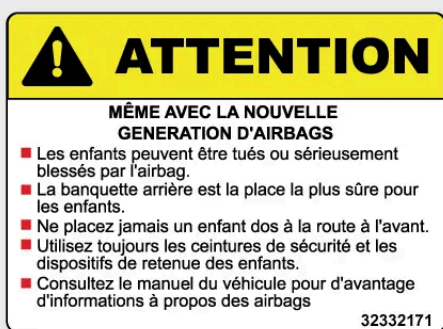 ATTENTION
MÊME AVEC LA NOUVELLE
GENERATION D'AIRBAGS
Les enfants peuvent être tués ou sérieusement
blessés par l'airbag.
La banquette arrière est la place la plus sûre pour
les enfants.
Ne placez jamais un enfant dos à la route à l'avant.
Utilisez toujours les ceintures de sécurité et les
dispositifs de retenue des enfants.
Consultez le manuel du véhicule pour d'avantage
d'informations à propos des airbags
32332171